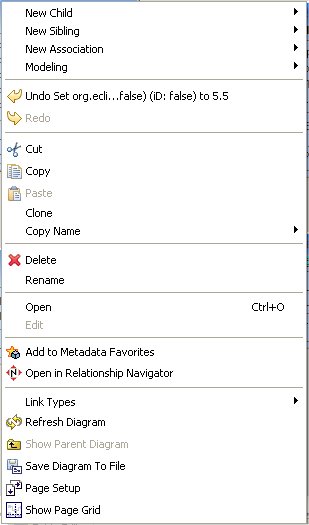 New Child
New Sibling
New Association
Modeling
Undo Set org.ecli...false) (iD: false) to 5.5
Redo
Cut
Copy
Paste
Clone
Copy Name
Delete
Rename
Open Ctrl+O
Edit
Add to Metadata Favorites
Open in Relationship Navigator
Link Types
Refresh Diagram
Show Parent Diagram
Save Diagram To File
Page Setup
Show Page Grid